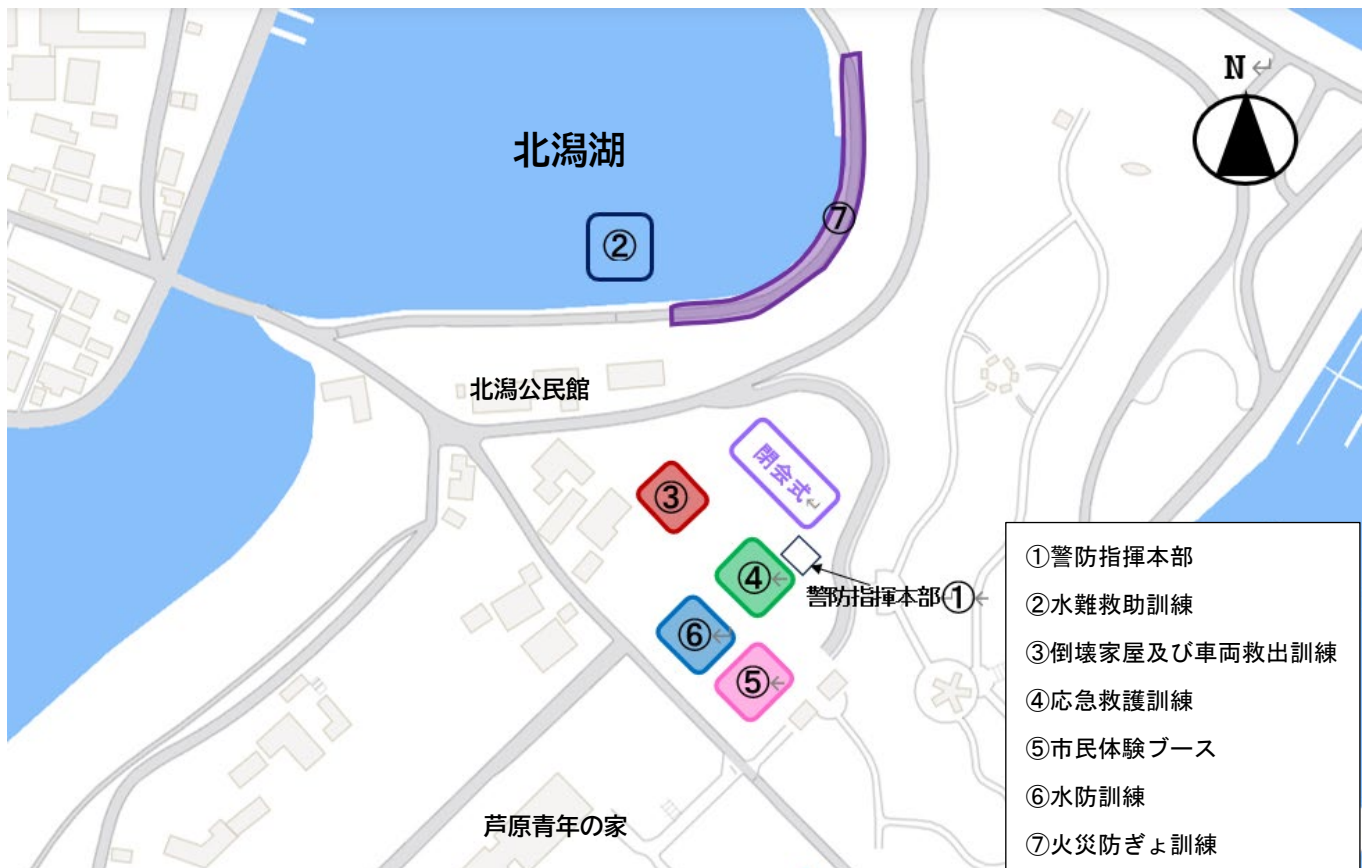 N↵
北潟湖
②
⑦
北潟公民館
閉会式↵
③
④←
警防指揮本部①←
⑥↵
⑤←
芦原青年の家
①警防指揮本部
②水難救助訓練
③倒壊家屋及び車両救出訓練
④応急救護訓練
⑤市民体験ブース
⑥水防訓練
⑦火災防ぎょ訓練